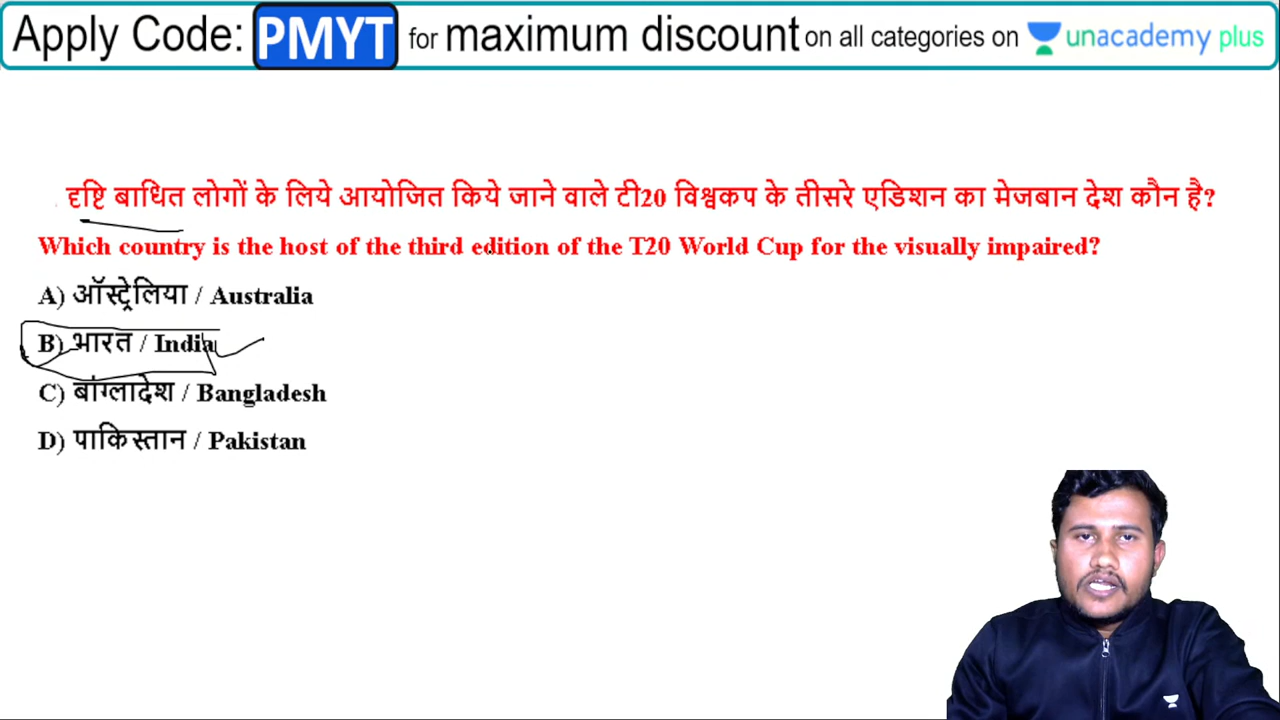 Apply Code: PMYT for maximum discount on all categories on unacademy plus
दृष्टि बाधित लोगों के लिये आयोजित किये जाने वाले टी20 विश्वकप के तीसरे एडिशन का मेजबान देश कौन है?
Which country is the host of the third edition of the T20 World Cup for the visually impaired?
A) ऑस्ट्रेलिया / Australia
B) भारत / India
C) बांग्लादेश / Bangladesh
D) पाकिस्तान / Pakistan